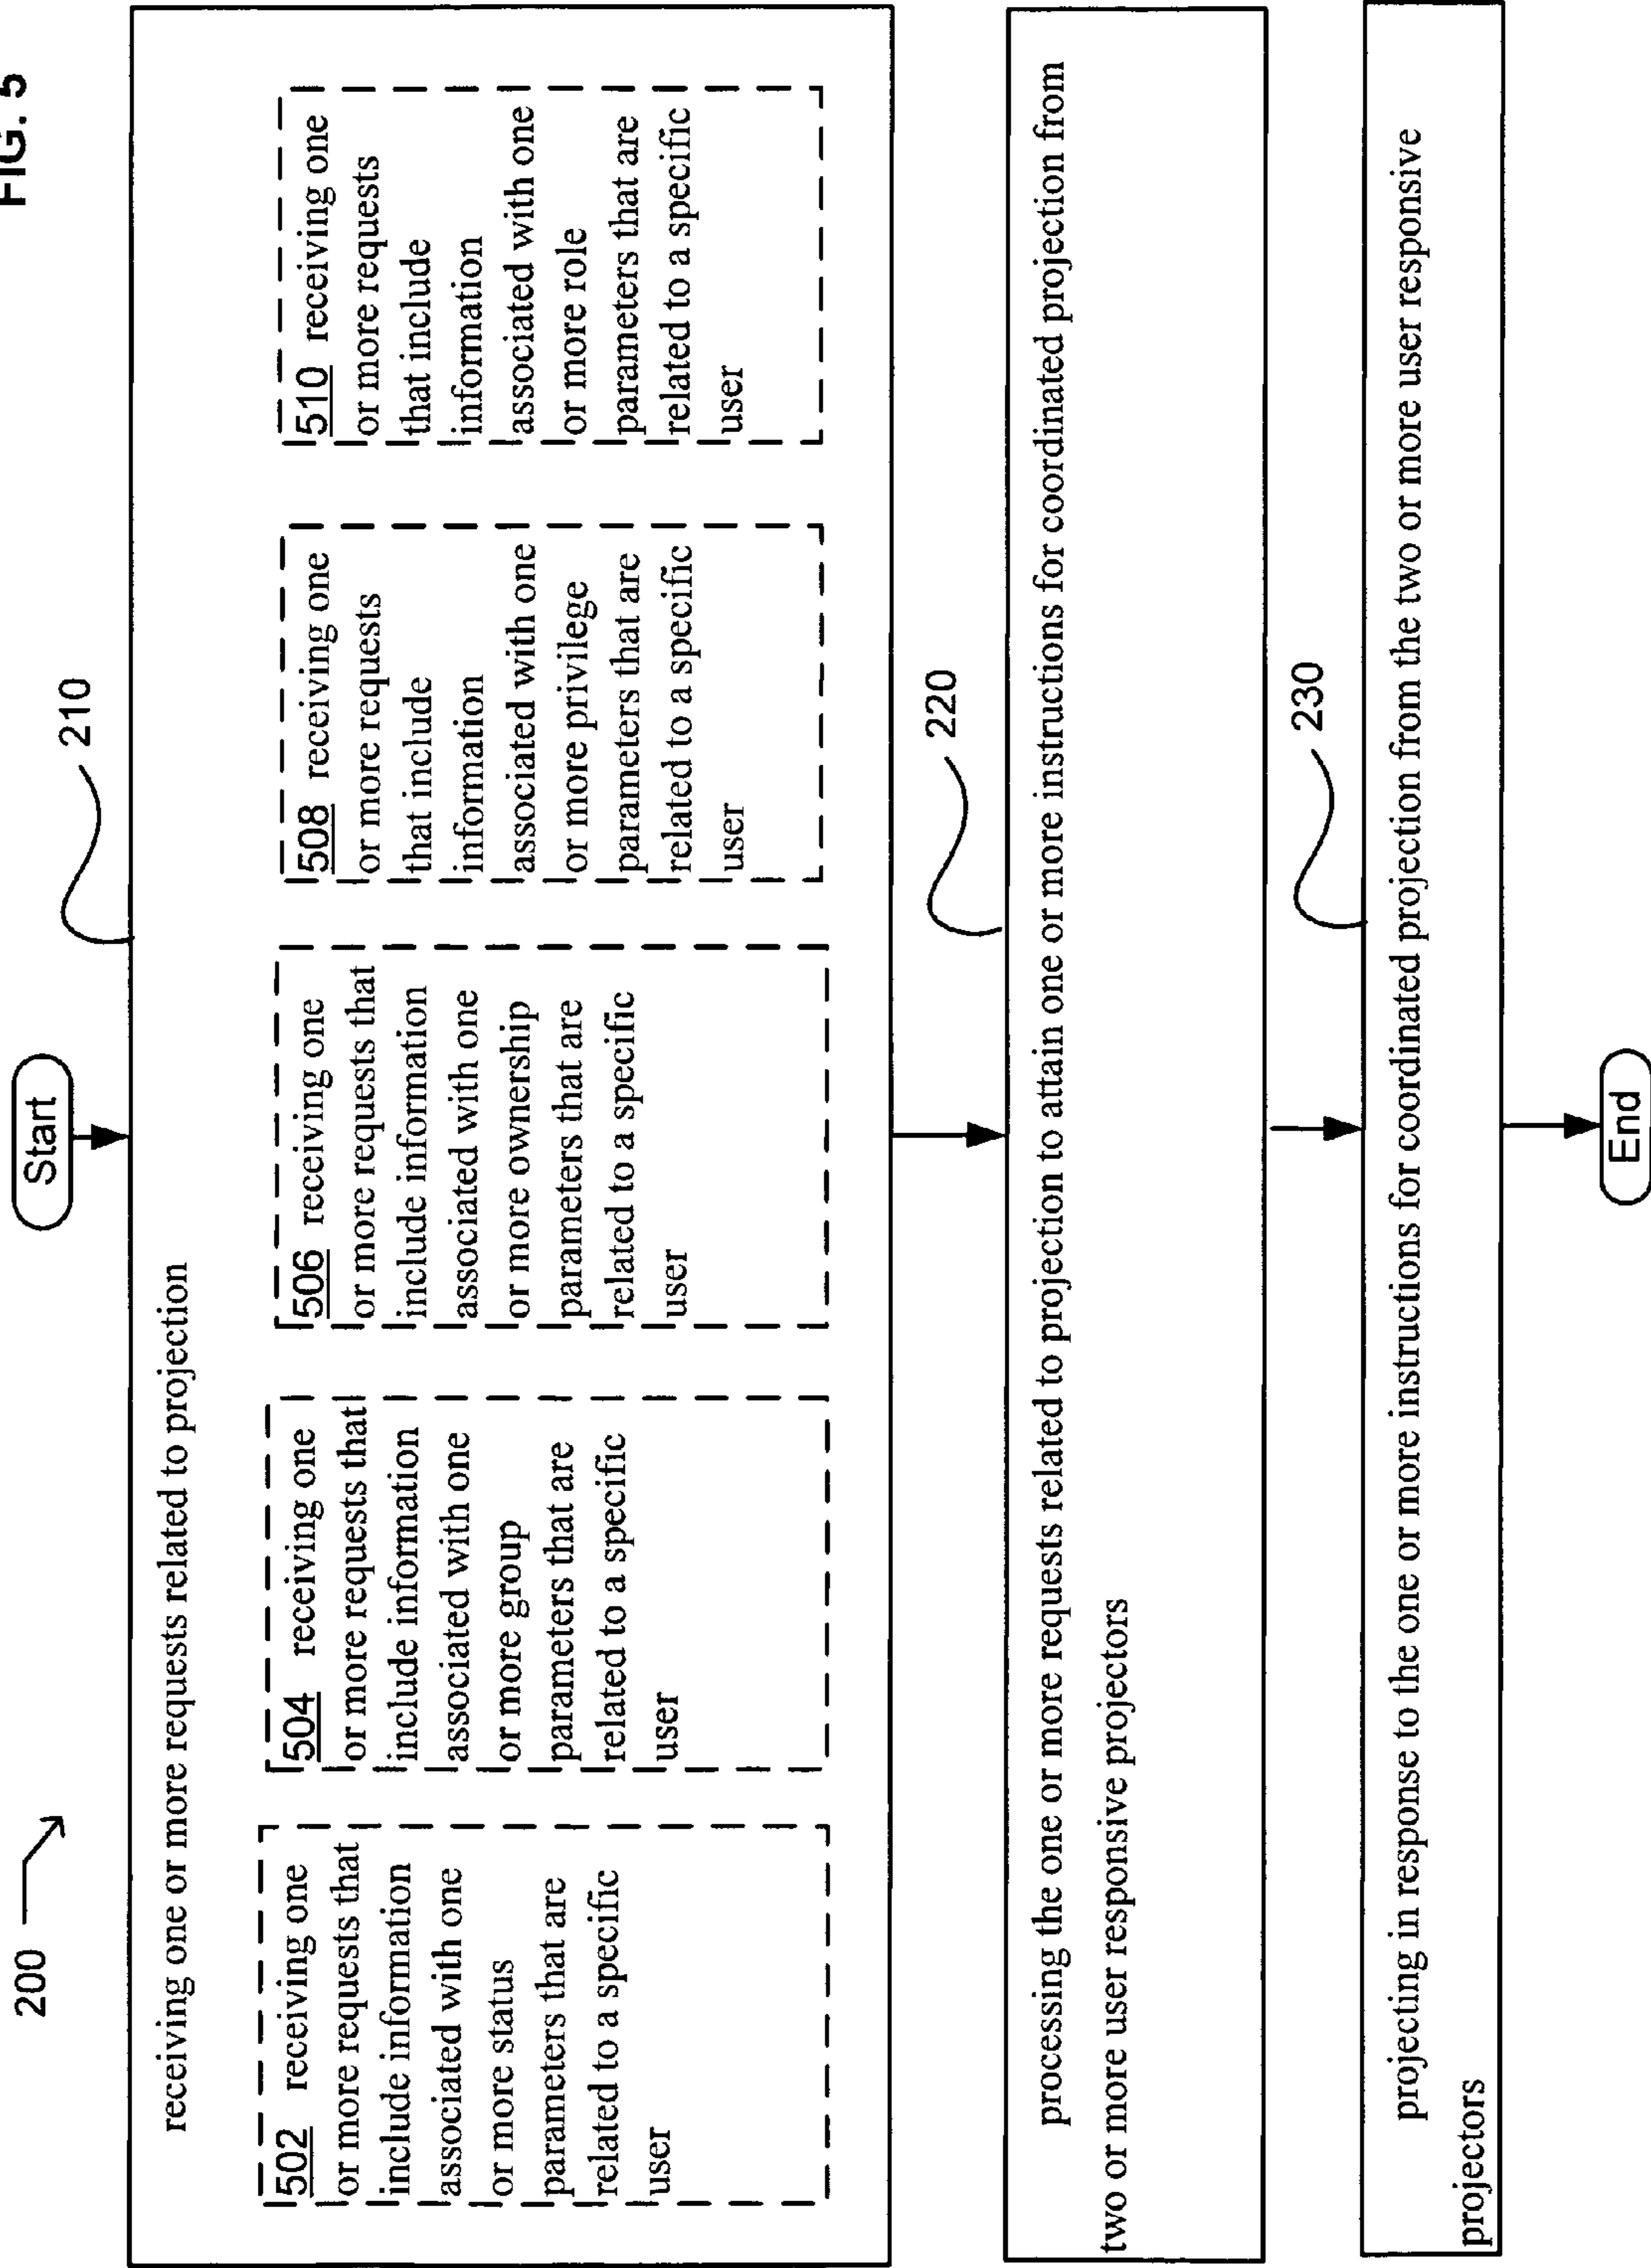 FIG. 5
200
Start
210
receiving one or more requests related to projection
502 receiving one
or more requests that
include information
associated with one
or more status
parameters that are
related to a specific
user
504 receiving one
or more requests that
include information
associated with one
or more group
parameters that are
related to a specific
user
506 receiving one
or more requests that
include information
associated with one
or more ownership
parameters that are
related to a specific
user
508 receiving one
or more requests
that include
information
associated with one
or more privilege
parameters that are
related to a specific
user
510 receiving one
or more requests
that include
information
associated with one
or more role
parameters that are
related to a specific
user
220
processing the one or more requests related to projection to attain one or more instructions for coordinated projection from
two or more user responsive projectors
230
projecting in response to the one or more instructions for coordinated projection from the two or more user responsive
projectors
End